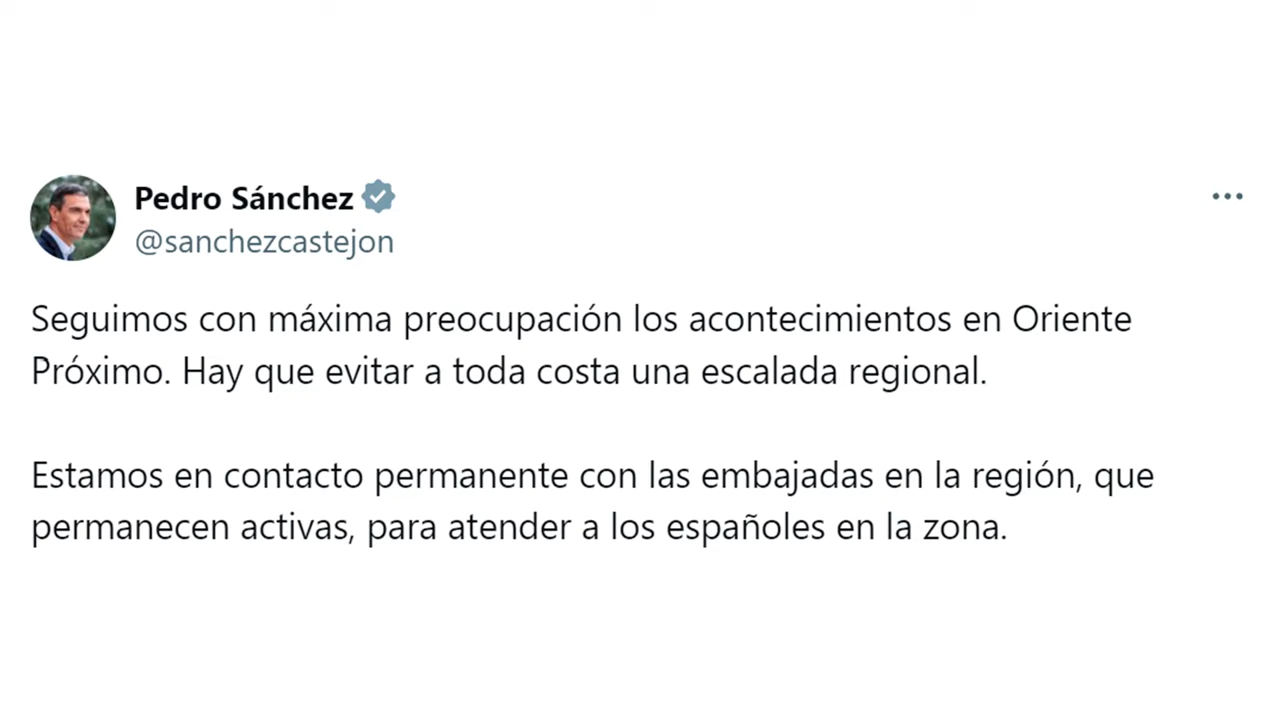 Pedro Sánchez
@sanchezcastejon
Seguimos con máxima preocupación los acontecimientos en Oriente
Próximo. Hay que evitar a toda costa una escalada regional.
Estamos en contacto permanente con las embajadas en la región, que
permanecen activas, para atender a los españoles en la zona.